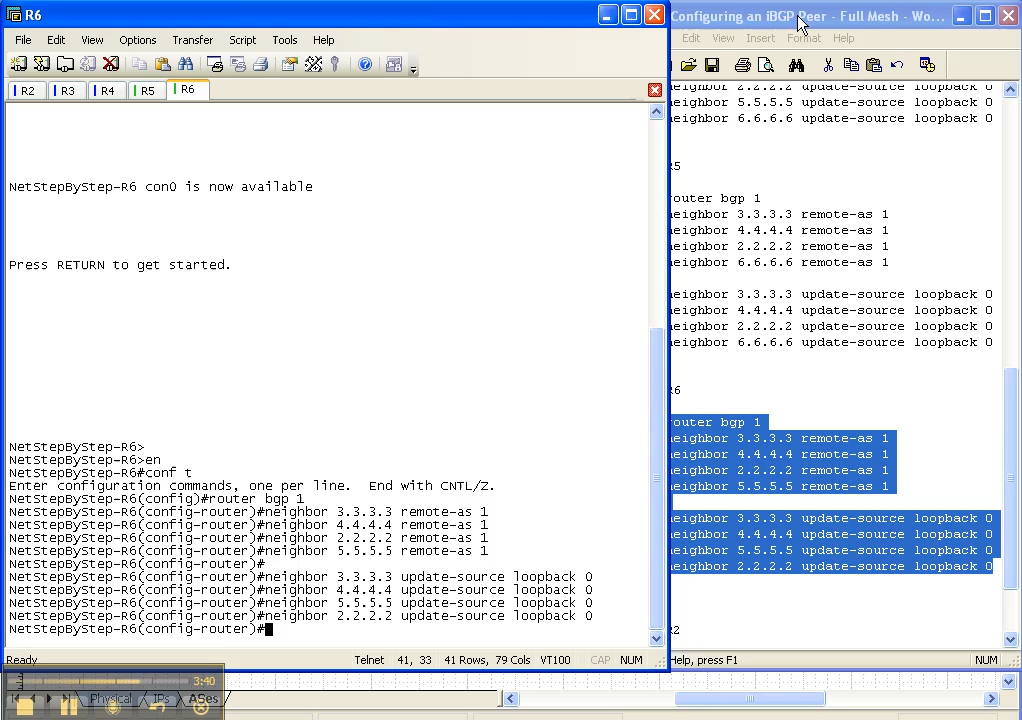 R6
File Edit View Options Transfer Script Tools Help
R2 R3 R4 R5 R6
NetStepByStep-R6 con0 is now available
Press RETURN to get started.
NetStepByStep-R6>
NetStepByStep-R6>en
NetStepByStep-R6#conf t
Enter configuration commands, one per line.  End with CNTL/Z.
NetStepByStep-R6(config)#router bgp 1
NetStepByStep-R6(config-router)#neighbor 3.3.3.3 remote-as 1
NetStepByStep-R6(config-router)#neighbor 4.4.4.4 remote-as 1
NetStepByStep-R6(config-router)#neighbor 2.2.2.2 remote-as 1
NetStepByStep-R6(config-router)#neighbor 5.5.5.5 remote-as 1
NetStepByStep-R6(config-router)#
NetStepByStep-R6(config-router)#neighbor 3.3.3.3 update-source loopback 0
NetStepByStep-R6(config-router)#neighbor 4.4.4.4 update-source loopback 0
NetStepByStep-R6(config-router)#neighbor 5.5.5.5 update-source loopback 0
NetStepByStep-R6(config-router)#neighbor 2.2.2.2 update-source loopback 0
NetStepByStep-R6(config-router)#
Ready Telnet 41, 33 41 Rows, 79 Cols VT100 CAP NUM
Configuring an iBGP Peer - Full Mesh - Wo...
Edit View Insert Format Help
neighbor 2.2.2.2 update-source loopback 0
neighbor 5.5.5.5 update-source loopback 0
neighbor 6.6.6.6 update-source loopback 0
R5
router bgp 1
neighbor 3.3.3.3 remote-as 1
neighbor 4.4.4.4 remote-as 1
neighbor 2.2.2.2 remote-as 1
neighbor 6.6.6.6 remote-as 1
neighbor 3.3.3.3 update-source loopback 0
neighbor 4.4.4.4 update-source loopback 0
neighbor 2.2.2.2 update-source loopback 0
neighbor 6.6.6.6 update-source loopback 0
R6
router bgp 1
neighbor 3.3.3.3 remote-as 1
neighbor 4.4.4.4 remote-as 1
neighbor 2.2.2.2 remote-as 1
neighbor 5.5.5.5 remote-as 1
neighbor 3.3.3.3 update-source loopback 0
neighbor 4.4.4.4 update-source loopback 0
neighbor 5.5.5.5 update-source loopback 0
neighbor 2.2.2.2 update-source loopback 0
R2
Help, press F1 NUM
3:40
Physical IPs ASes